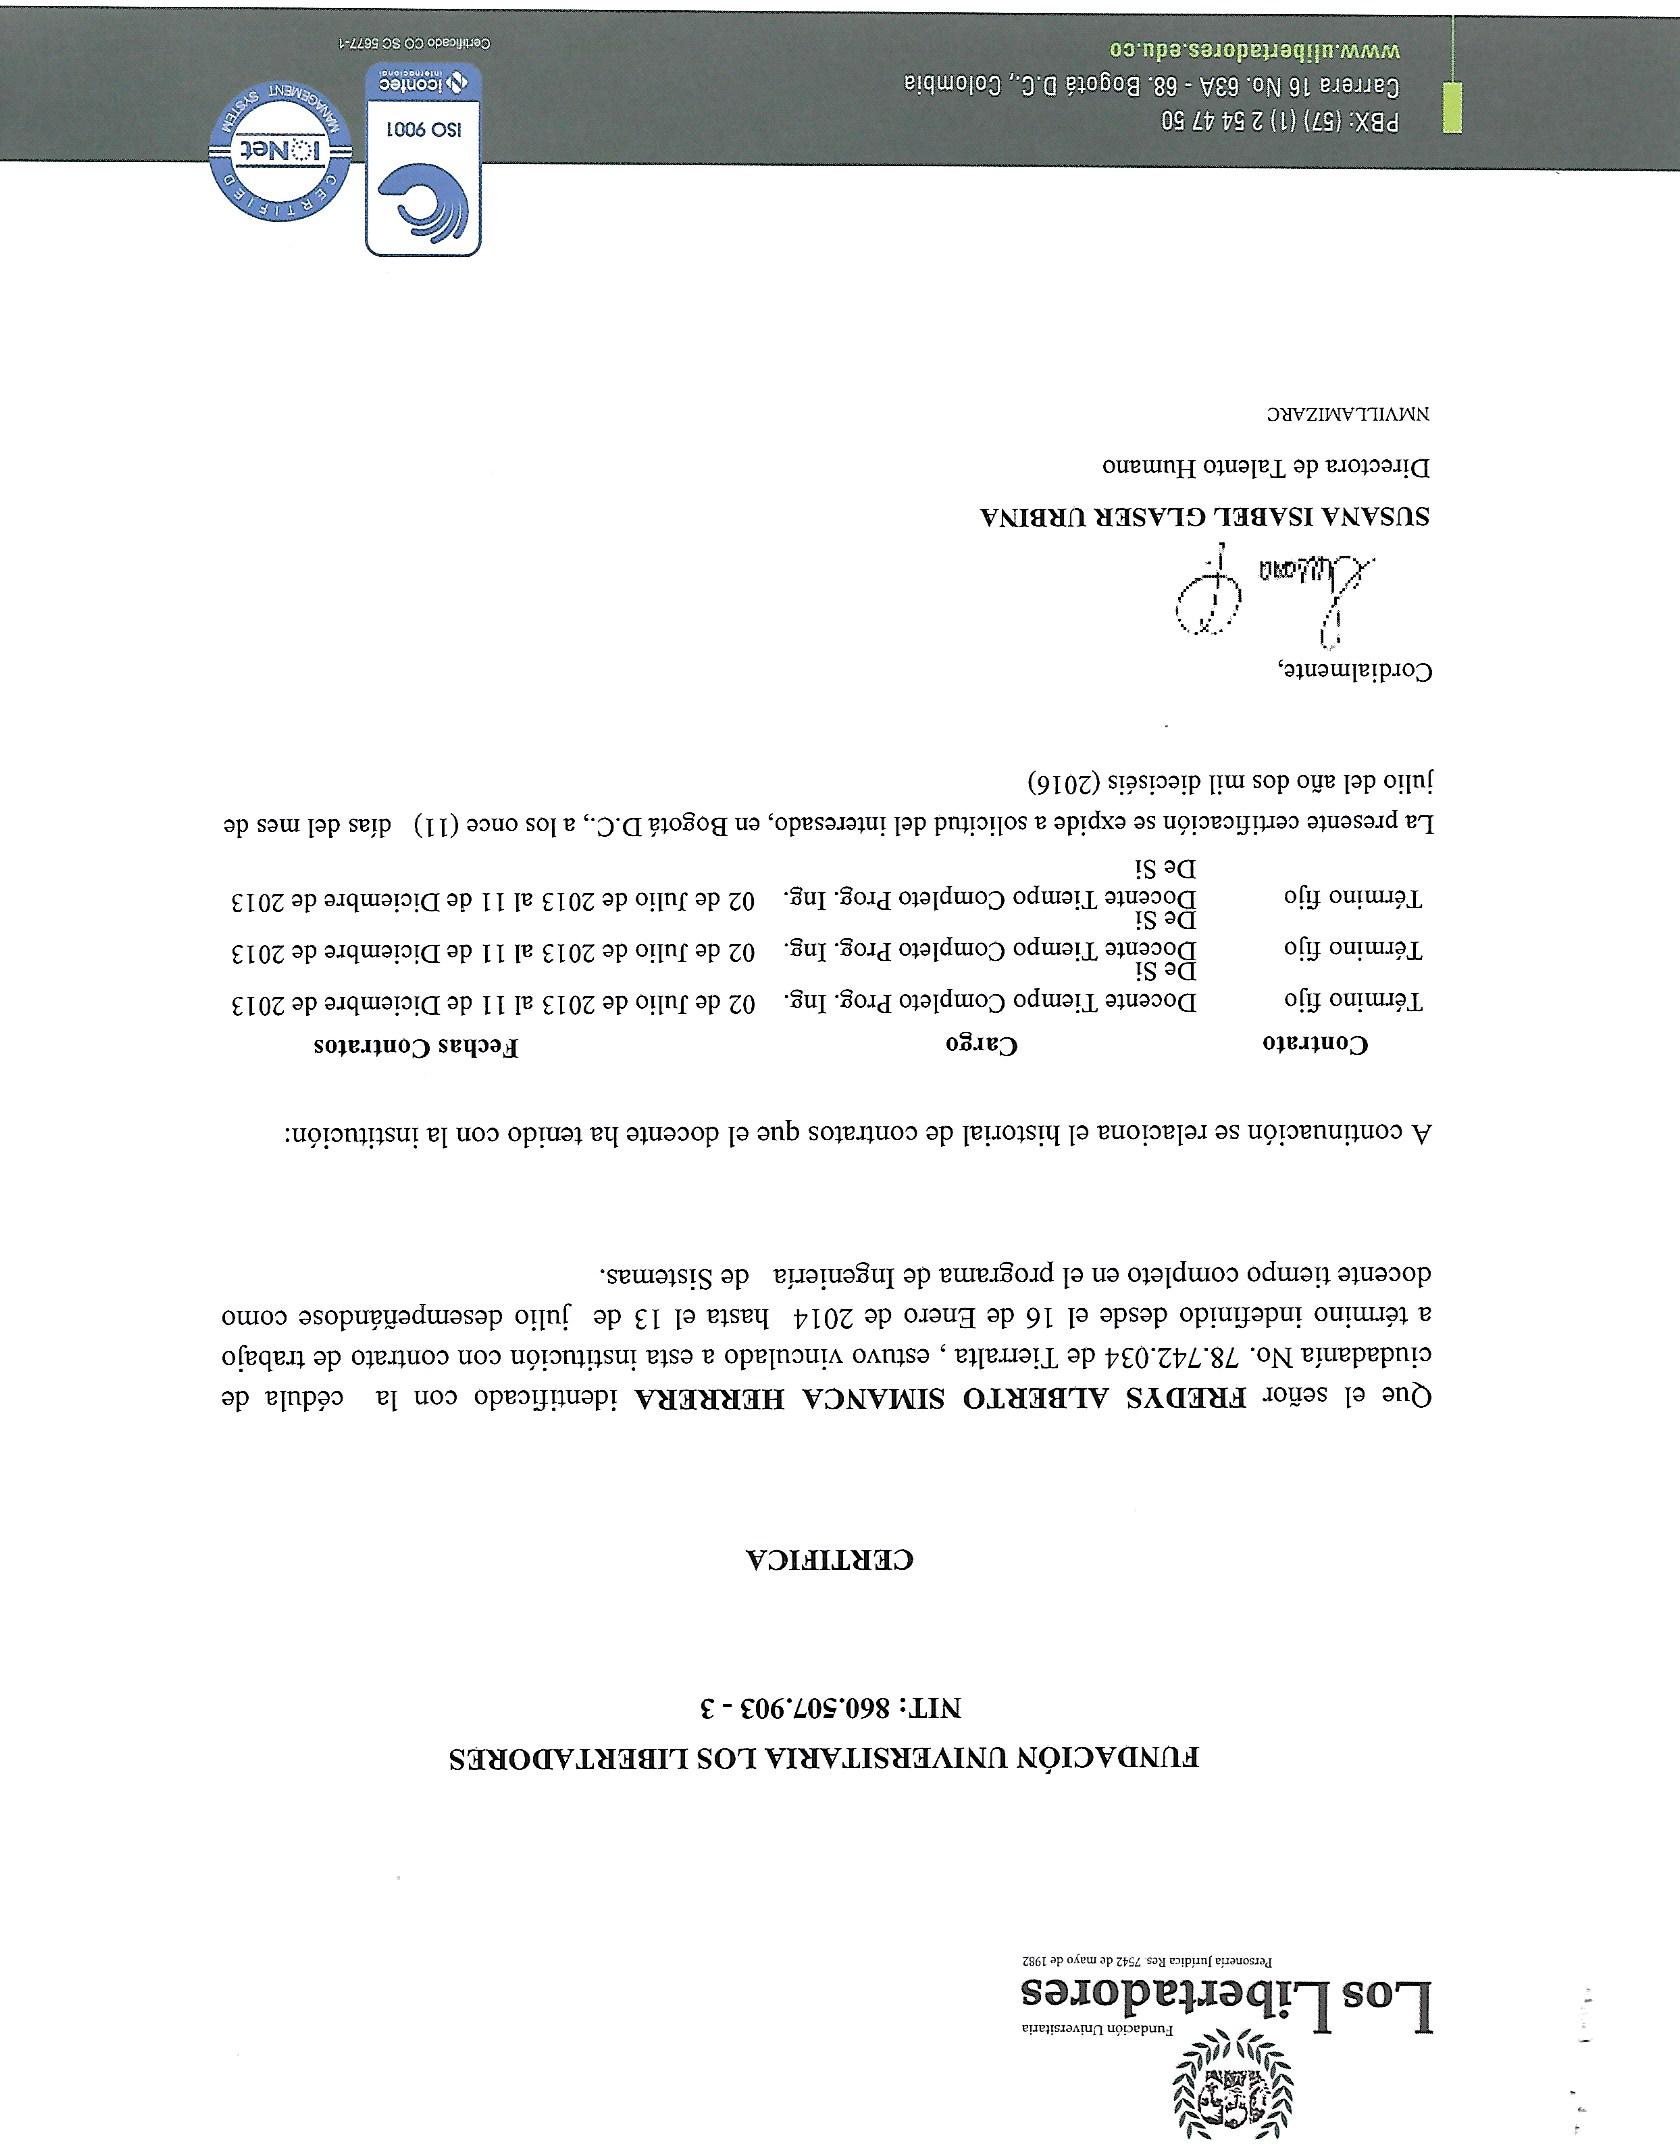 Fundación Universitaria
Los Libertadores
Personería Jurídica Res. 7542 de mayo de 1982
FUNDACIÓN UNIVERSITARIA LOS LIBERTADORES
NIT: 860.507.903 - 3
CERTIFICA
Que el señor FREDYS ALBERTO SIMANCA HERRERA identificado con la cédula de
ciudadanía No. 78.742.034 de Tierralta , estuvo vinculado a esta institución con contrato de trabajo
a término indefinido desde el 16 de Enero de 2014 hasta el 13 de julio desempeñándose como
docente tiempo completo en el programa de Ingeniería de Sistemas.
A continuación se relaciona el historial de contratos que el docente ha tenido con la institución:
Contrato Cargo Fechas Contratos
Término fijo Docente Tiempo Completo Prog. Ing. 02 de Julio de 2013 al 11 de Diciembre de 2013
De Si
Término fijo Docente Tiempo Completo Prog. Ing. 02 de Julio de 2013 al 11 de Diciembre de 2013
De Si
Término fijo Docente Tiempo Completo Prog. Ing. 02 de Julio de 2013 al 11 de Diciembre de 2013
De Si
La presente certificación se expide a solicitud del interesado, en Bogotá D.C., a los once (11) días del mes de
julio del año dos mil dieciséis (2016)
Cordialmente,
Susana
SUSANA ISABEL GLASER URBINA
Directora de Talento Humano
NMVILLAMIZARC
PBX: (57) (1) 2 54 47 50
Carrera 16 No. 63A - 68. Bogotá D.C., Colombia
www.ulibertadores.edu.co
ISO 9001
icontec
internacional
Certificado CO SC 5677-1
CERTIFIED
IQNet
MANAGEMENT SYSTEM